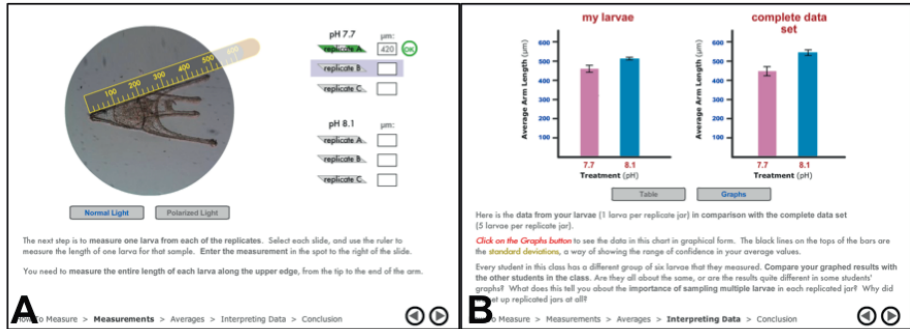 pH 7.7 μm:
replicate A 420 OK
replicate B
replicate C
pH 8.1 μm:
replicate A
replicate B
replicate C
100 200 300 400 500 600
Normal Light Polarized Light
The next step is to measure one larva from each of the replicates. Select each slide, and use the ruler to
measure the length of one larva for that sample. Enter the measurement in the spot to the right of the slide.
You need to measure the entire length of each larva along the upper edge, from the tip to the end of the arm.
A
To Measure > Measurements > Averages > Interpreting Data > Conclusion
my larvae
Average Arm Length (μm)
600
500
400
300
200
100
7.7 8.1
Treatment (pH)
complete data
set
Average Arm Length (μm)
600
500
400
300
200
100
7.7 8.1
Treatment (pH)
Table Graphs
Here is the data from your larvae (1 larva per replicate jar) in comparison with the complete data set
(5 larvae per replicate jar).
Click on the Graphs button to see the data in this chart in graphical form. The black lines on the tops of the bars are
the standard deviations, a way of showing the range of confidence in your average values.
Every student in this class has a different group of six larvae that they measured. Compare your graphed results with
the other students in the class. Are they all about the same, or are the results quite different in some students'
graphs? What does this tell you about the importance of sampling multiple larvae in each replicated jar? Why did
set up replicated jars at all?
B
To Measure > Measurements > Averages > Interpreting Data > Conclusion